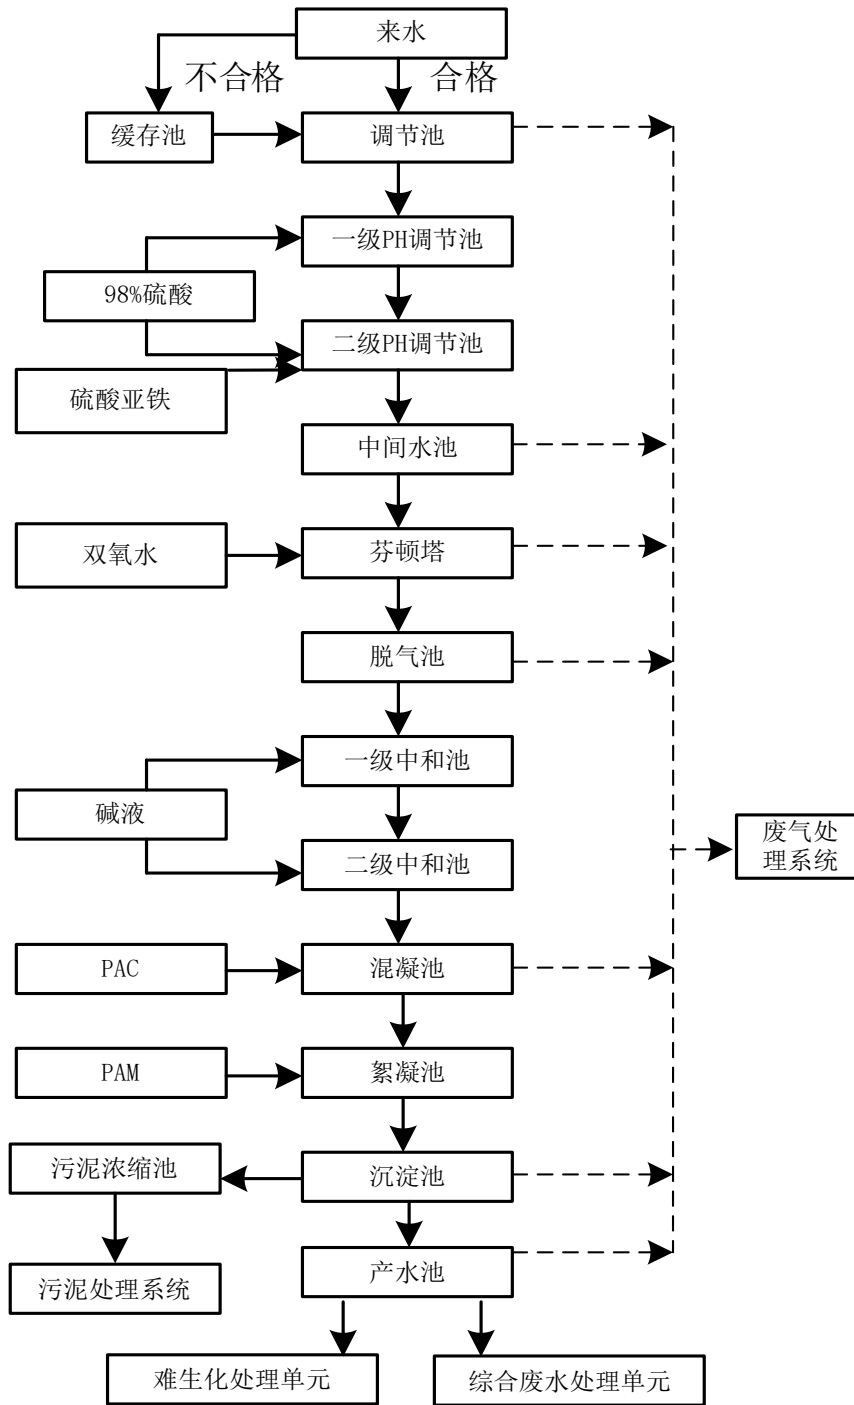 来水
不合格
合格
缓存池
调节池
一级PH调节池
98%硫酸
二级PH调节池
硫酸亚铁
中间水池
双氧水
芬顿塔
脱气池
一级中和池
碱液
废气处
理系统
二级中和池
PAC
混凝池
PAM
絮凝池
污泥浓缩池
沉淀池
污泥处理系统
产水池
难生化处理单元
综合废水处理单元